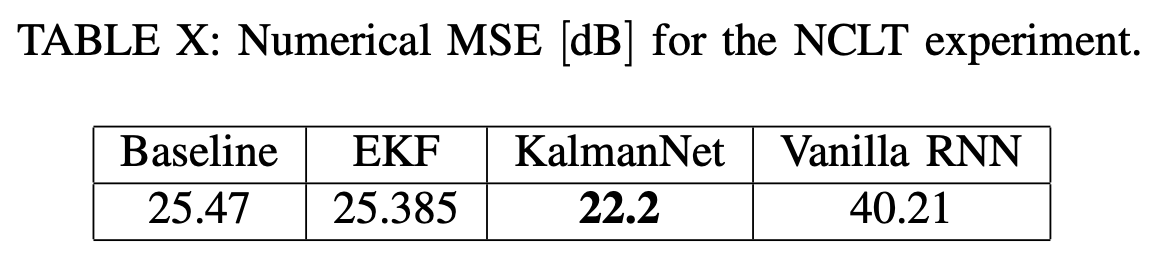 TABLE X: Numerical MSE [dB] for the NCLT experiment.
Baseline EKF KalmanNet Vanilla RNN
25.47 25.385 22.2 40.21